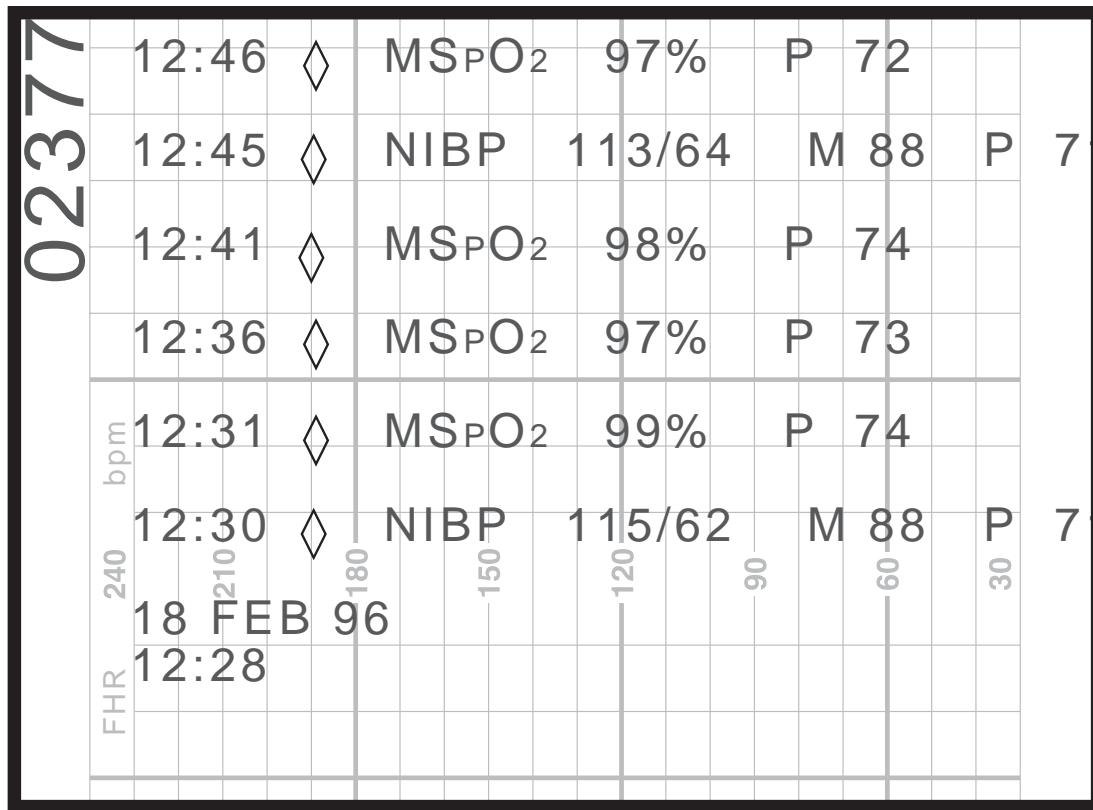 02377
12:46 ◊ MSpO2 97% P 72
12:45 ◊ NIBP 113/64 M 88 P
12:41 ◊ MSpO2 98% P 74
12:36 ◊ MSpO2 97% P 73
12:31 ◊ MSpO2 99% P 74
12:30 ◊ NIBP 115/62 M 88 P
bpm
240 210 180 150 120 90 60 30
18 FEB 96
12:28
FHR